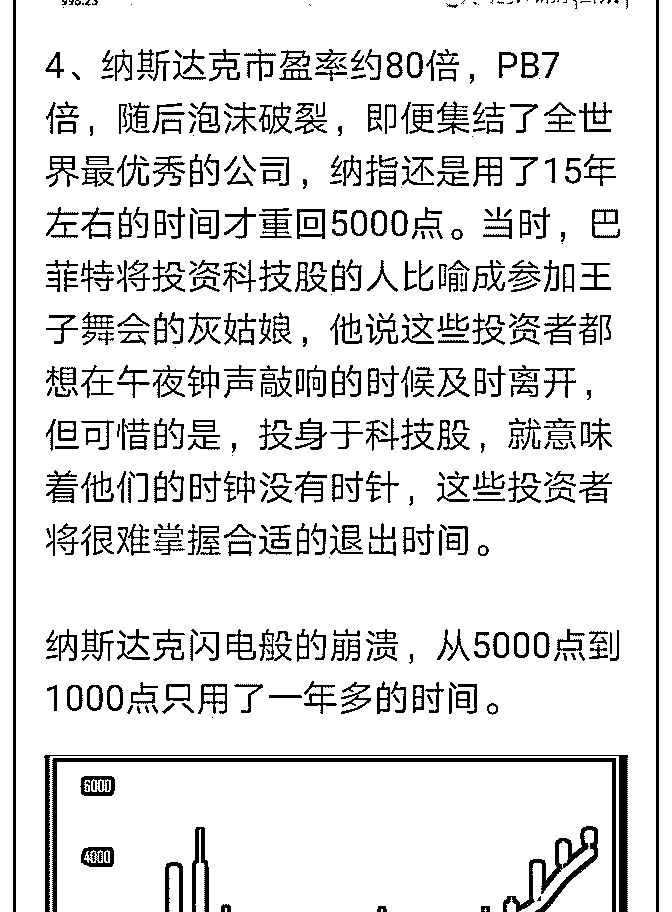 998.23
4、纳斯达克市盈率约80倍，PB7
倍，随后泡沫破裂，即便集结了全世
界最优秀的公司，纳指还是用了15年
左右的时间才重回5000点。当时，巴
菲特将投资科技股的人比喻成参加王
子舞会的灰姑娘，他说这些投资者都
想在午夜钟声敲响的时候及时离开，
但可惜的是，投身于科技股，就意味
着他们的时钟没有时针，这些投资者
将很难掌握合适的退出时间。
纳斯达克闪电般的崩溃，从5000点到
1000点只用了一年多的时间。
6000
4000